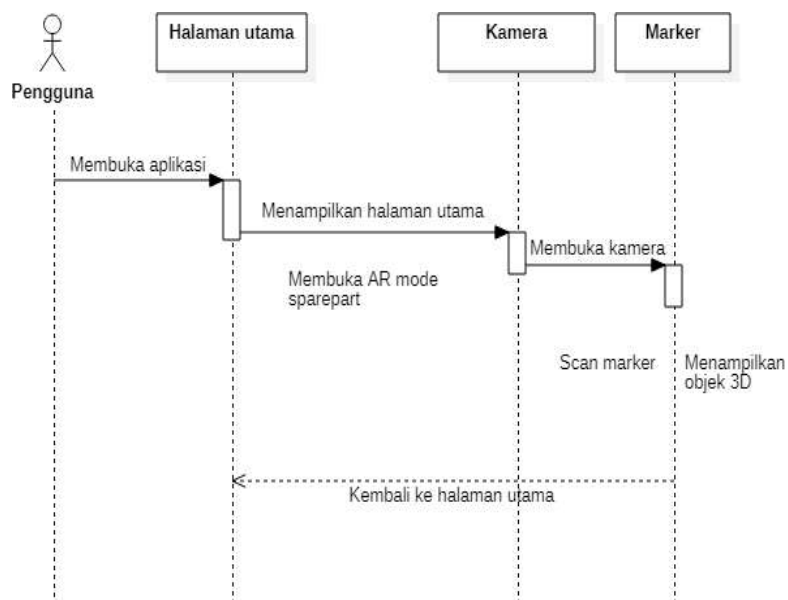 Halaman utama
Kamera
Marker
Pengguna
Membuka aplikasi
Menampilkan halaman utama
Membuka kamera
Membuka AR mode
sparepart
Scan marker
Menampilkan
objek 3D
Kembali ke halaman utama